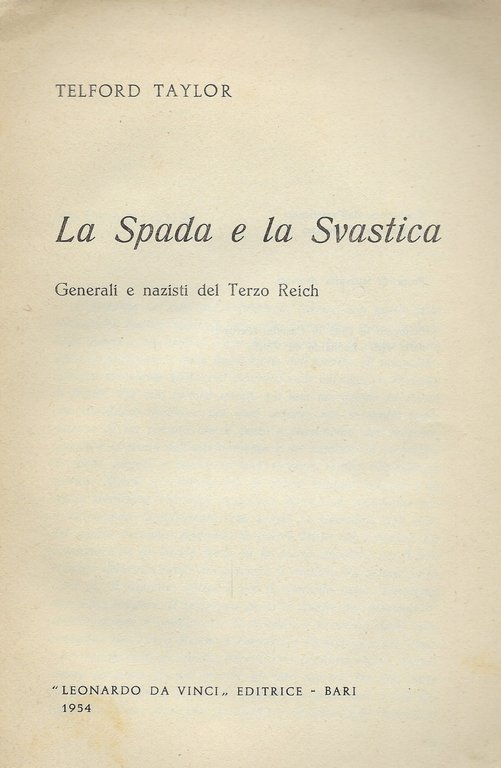 TELFORD TAYLOR
La Spada e la Svastica
Generali e nazisti del Terzo Reich
"LEONARDO DA VINCI„ EDITRICE - BARI
1954